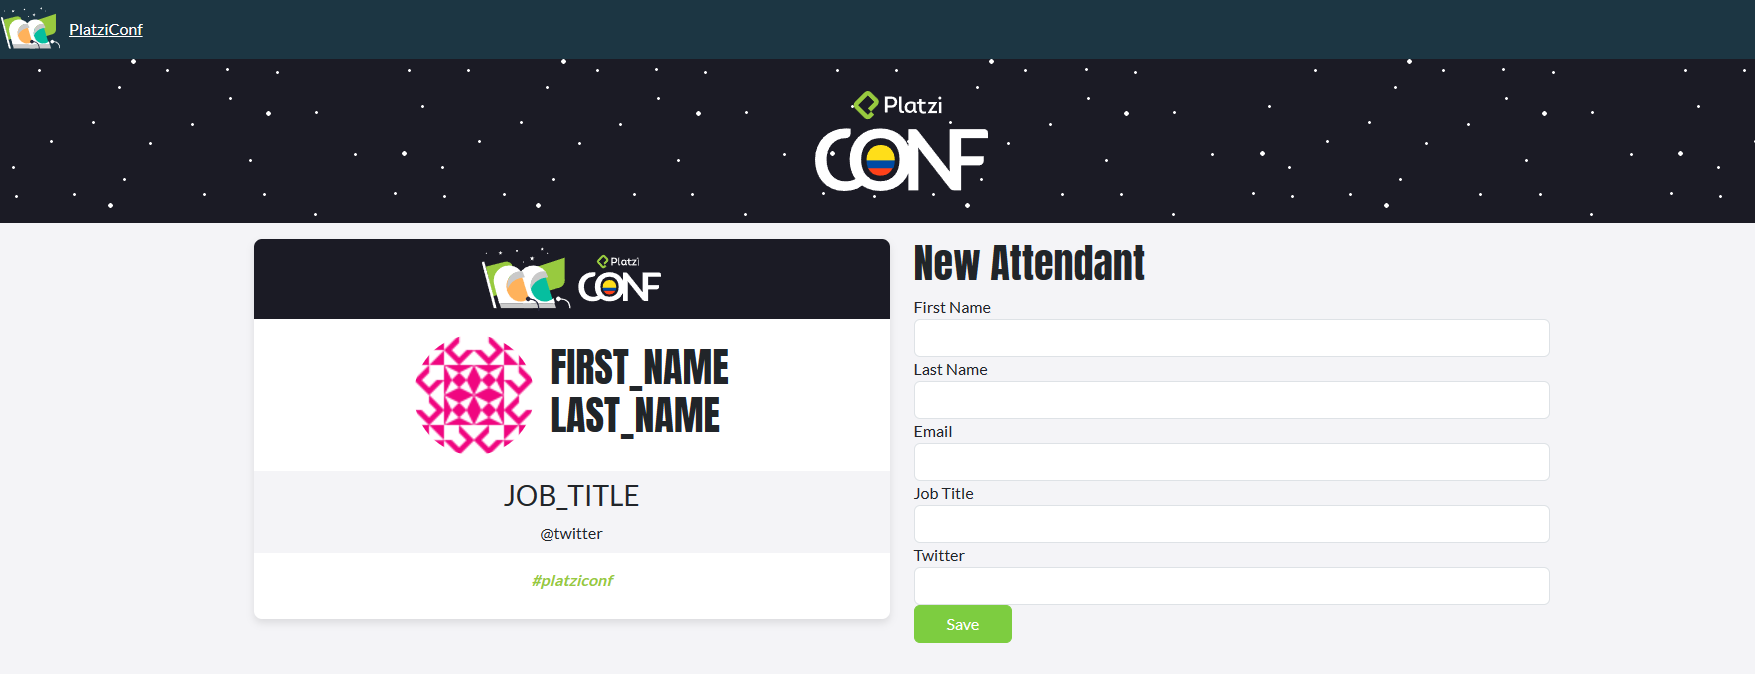 PlatziConf
Platzi
CONF
Platzi
CONF
FIRST_NAME
LAST_NAME
JOB_TITLE
@twitter
#platziconf
New Attendant
First Name
Last Name
Email
Job Title
Twitter
Save